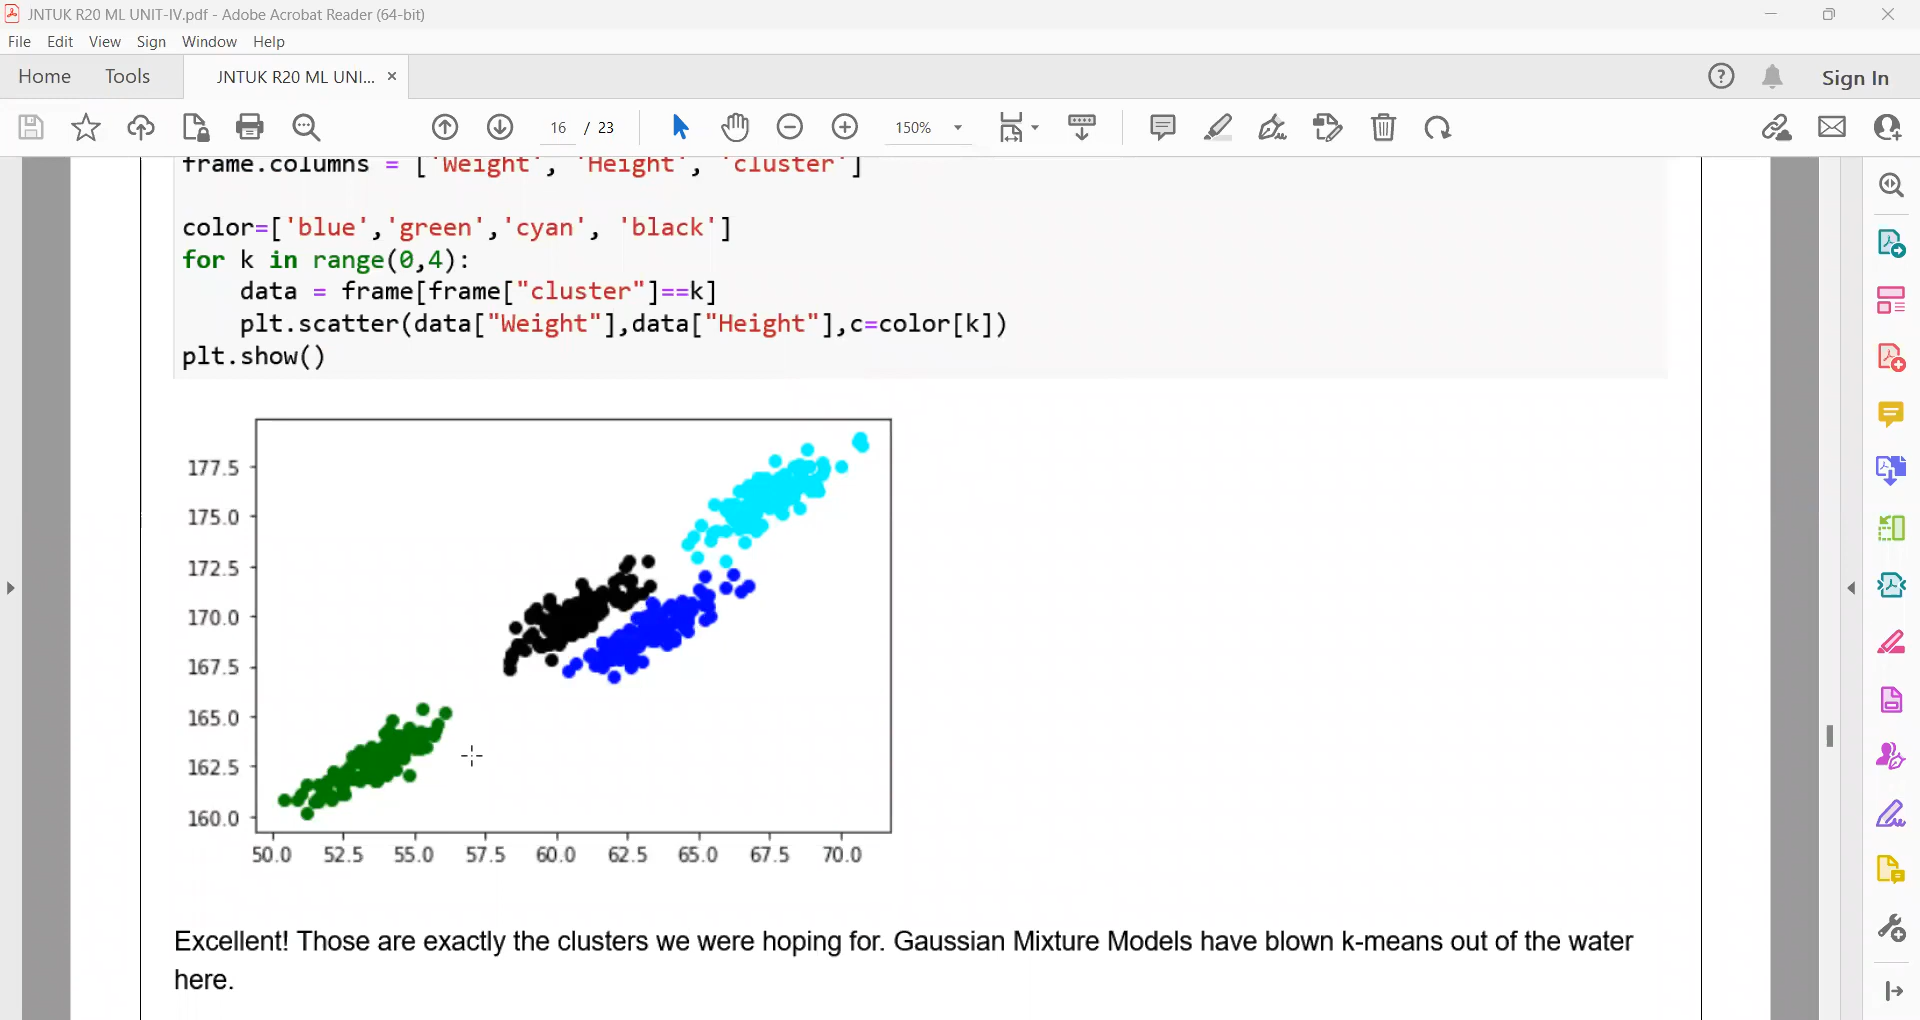 JNTUK R20 ML UNIT-IV.pdf - Adobe Acrobat Reader (64-bit)
File Edit View Sign Window Help
Home Tools JNTUK R20 ML UNI... × Sign In
16 / 23 150%
frame.columns = ['Weight', 'Height', 'cluster']
color=['blue','green','cyan', 'black']
for k in range(0,4):
    data = frame[frame["cluster"]==k]
    plt.scatter(data["Weight"],data["Height"],c=color[k])
plt.show()
177.5
175.0
172.5
170.0
167.5
165.0
162.5
160.0
50.0 52.5 55.0 57.5 60.0 62.5 65.0 67.5 70.0
Excellent! Those are exactly the clusters we were hoping for. Gaussian Mixture Models have blown k-means out of the water
here.